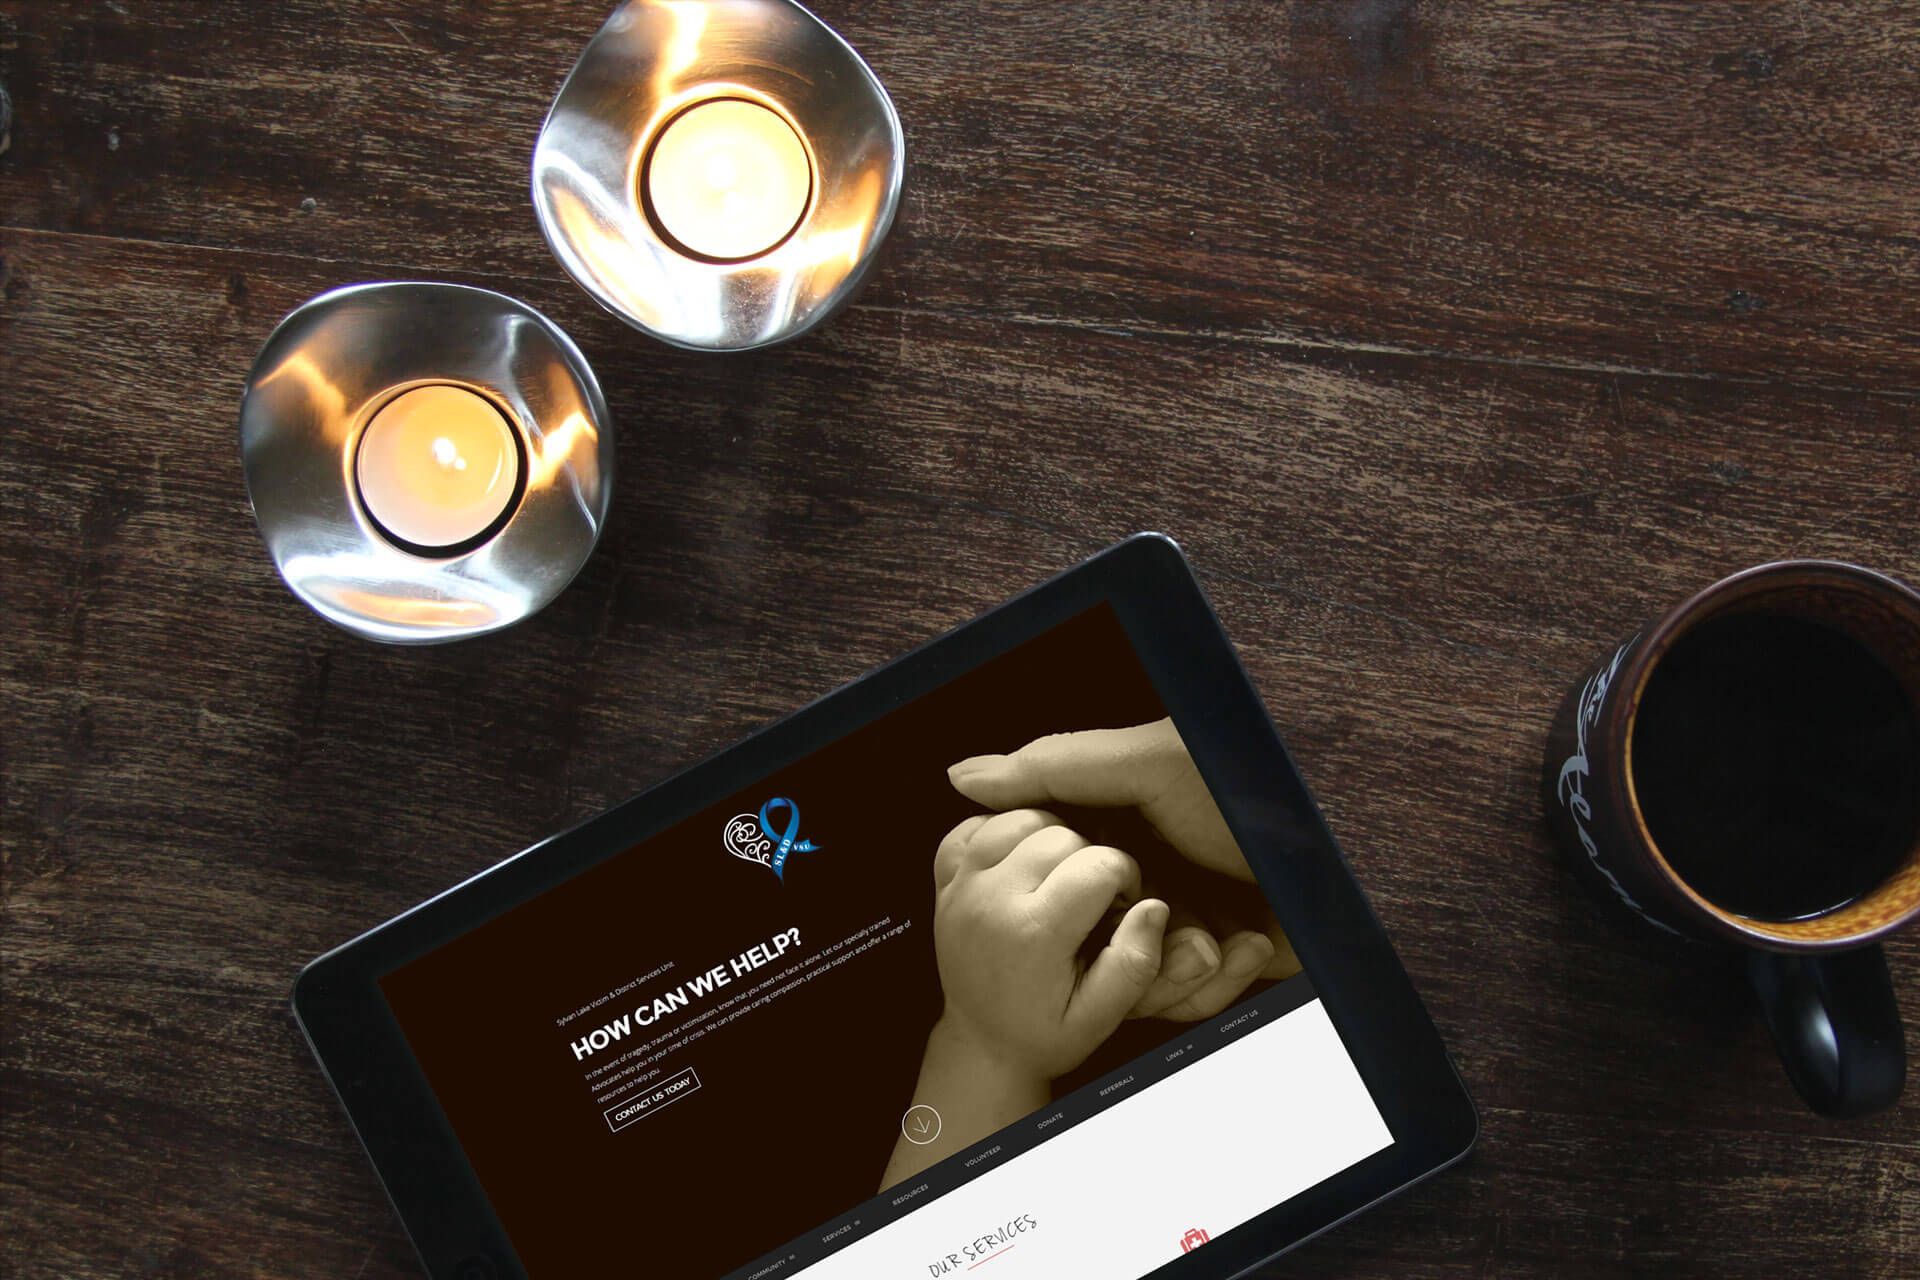 SL&D VSU
Sylvan Lake Victim & District Services Unit
HOW CAN WE HELP?
In the event of tragedy, trauma or victimization, know that you need not face it alone. Let our specially trained
Advocates help you in your time of crisis. We can provide caring compassion, practical support and offer a range of
resources to help you.
CONTACT US TODAY
COMMUNITY
SERVICES
RESOURCES
VOLUNTEER
DONATE
REFERRALS
LINKS
CONTACT US
OUR SERVICES